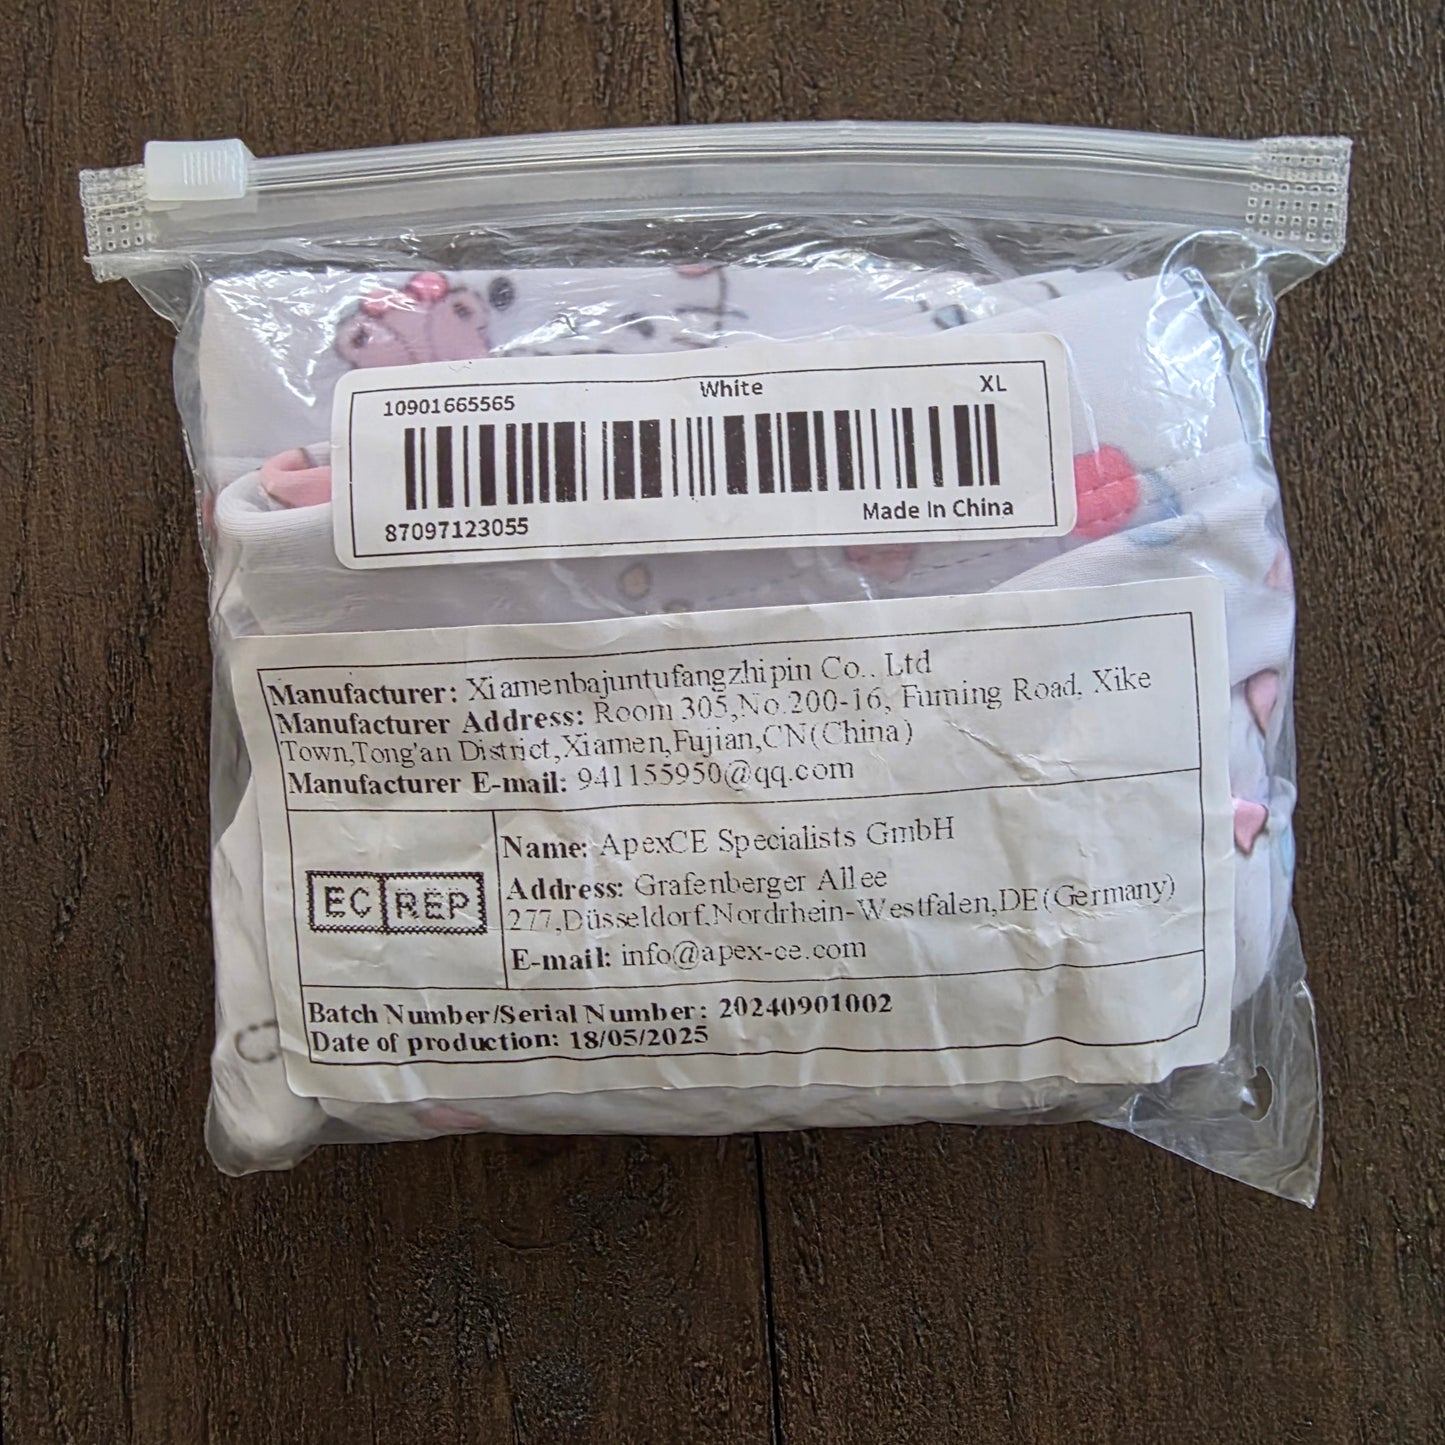 10901665565 White XL
87097123055 Made In China
Manufacturer: Xiamenbajuntufangzhipin Co., Ltd
Manufacturer Address: Room 305,No.200-16, Fuming Road, Xike
Town,Tong'an District,Xiamen,Fujian,CN(China)
Manufacturer E-mail: 941155950@qq.com
EC REP
Name: ApexCE Specialists GmbH
Address: Grafenberger Allee
277,Düsseldorf,Nordrhein-Westfalen,DE(Germany)
E-mail: info@apex-ce.com
Batch Number/Serial Number: 20240901002
Date of production: 18/05/2025